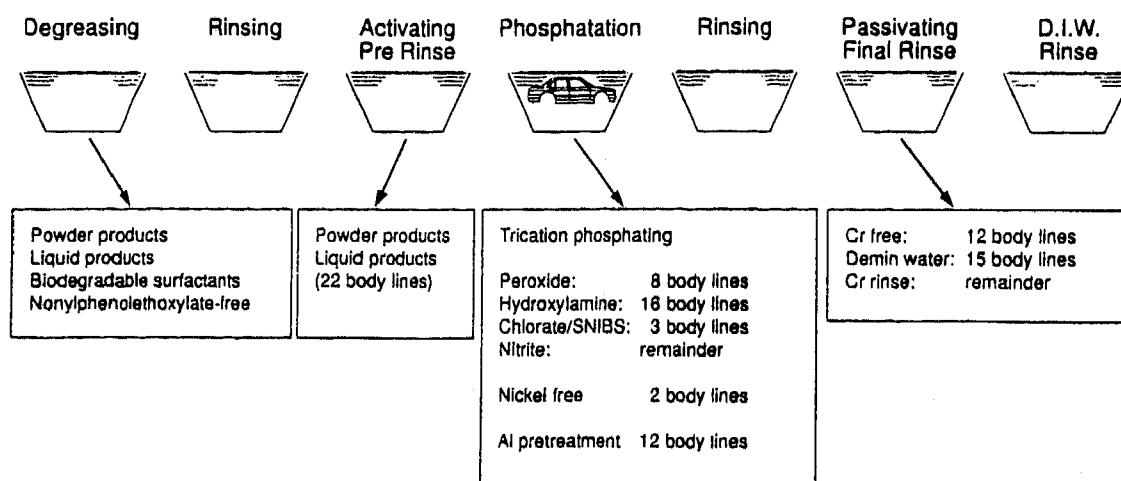 Degreasing
Rinsing
Activating
Pre Rinse
Phosphatation
Rinsing
Passivating
Final Rinse
D.I.W.
Rinse
Powder products
Liquid products
Biodegradable surfactants
Nonylphenolethoxylate-free
Powder products
Liquid products
(22 body lines)
Trication phosphating
Peroxide: 8 body lines
Hydroxylamine: 16 body lines
Chlorate/SNIBS: 3 body lines
Nitrite: remainder
Nickel free 2 body lines
Al pretreatment 12 body lines
Cr free: 12 body lines
Demin water: 15 body lines
Cr rinse: remainder